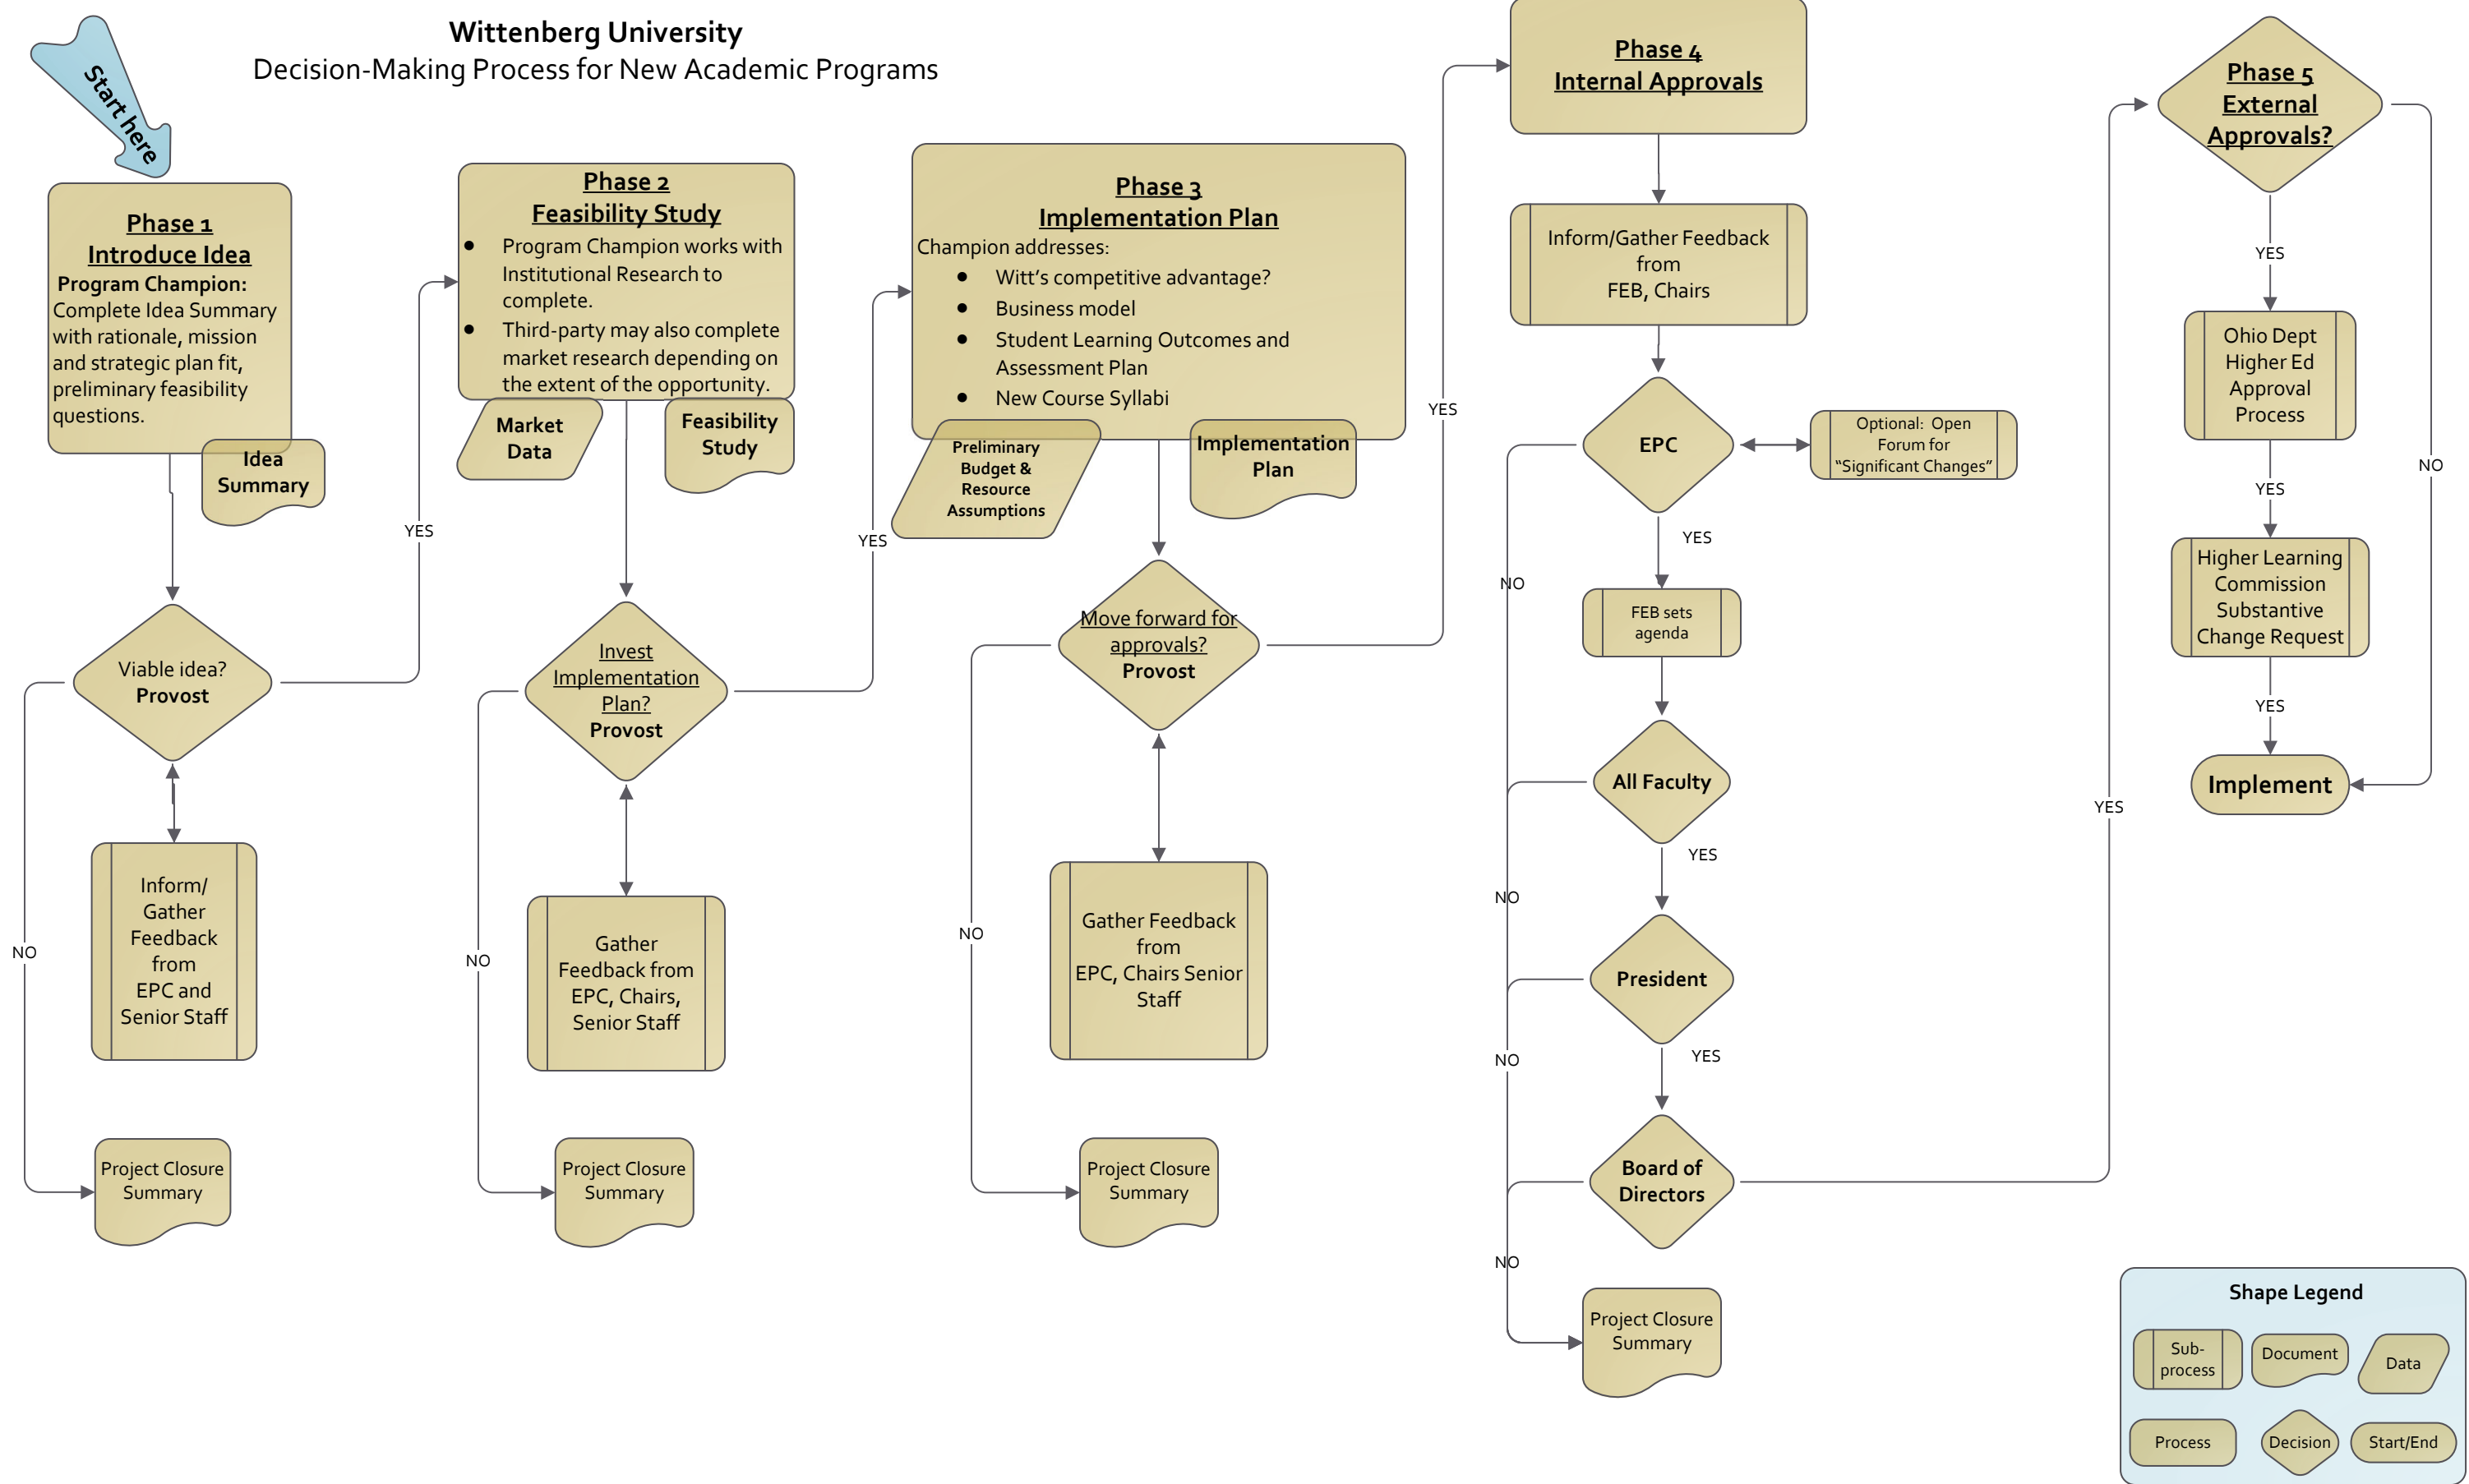 Wittenberg University
Decision-Making Process for New Academic Programs
Start here
Phase 1
Introduce Idea
Program Champion:
Complete Idea Summary
with rationale, mission
and strategic plan fit,
preliminary feasibility
questions.
Idea
Summary
Viable idea?
Provost
YES
NO
Inform/
Gather
Feedback
from
EPC and
Senior Staff
Project Closure
Summary
Phase 2
Feasibility Study
● Program Champion works with
Institutional Research to
complete.
● Third-party may also complete
market research depending on
the extent of the opportunity.
Market
Data
Feasibility
Study
Invest
Implementation
Plan?
Provost
YES
NO
Gather
Feedback from
EPC, Chairs,
Senior Staff
Project Closure
Summary
Phase 3
Implementation Plan
Champion addresses:
● Witt’s competitive advantage?
● Business model
● Student Learning Outcomes and
Assessment Plan
● New Course Syllabi
Preliminary
Budget &
Resource
Assumptions
Implementation
Plan
Move forward for
approvals?
Provost
YES
NO
Gather Feedback
from
EPC, Chairs Senior
Staff
Project Closure
Summary
Phase 4
Internal Approvals
Inform/Gather Feedback
from
FEB, Chairs
EPC
Optional:  Open
Forum for
“Significant Changes”
YES
NO
FEB sets
agenda
All Faculty
YES
NO
President
YES
NO
Board of
Directors
YES
NO
Project Closure
Summary
Phase 5
External
Approvals?
YES
NO
Ohio Dept
Higher Ed
Approval
Process
YES
Higher Learning
Commission
Substantive
Change Request
YES
Implement
Shape Legend
Sub-
process
Document
Data
Process
Decision
Start/End